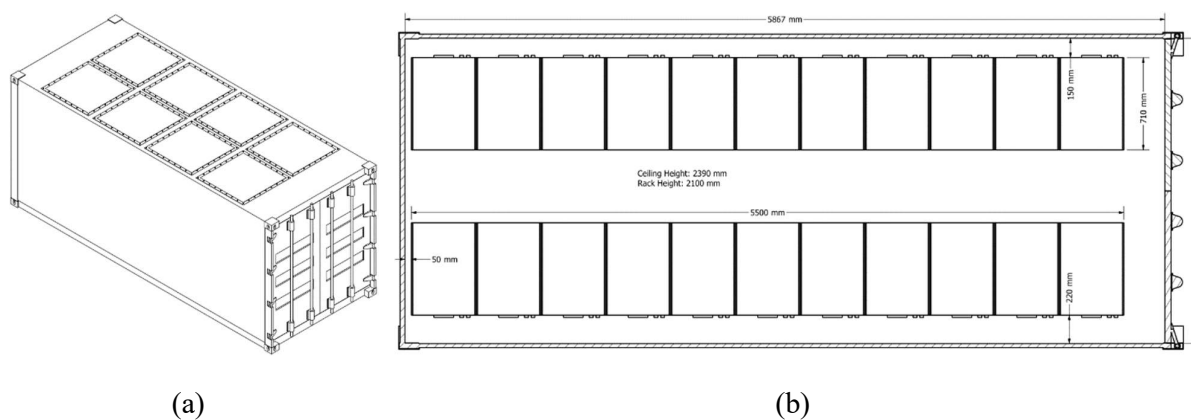 5867 mm
150 mm
710 mm
Ceiling Height: 2390 mm
Rack Height: 2100 mm
5500 mm
50 mm
220 mm
(a)
(b)